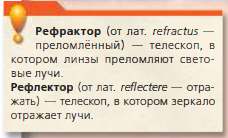 Рефрактор (от лат. refractus —
преломлённый) — телескоп, в
котором линзы преломляют свето-
вые лучи.
Рефлектор (от лат. reflectere — отра-
жать) — телескоп, в котором зеркало
отражает лучи.